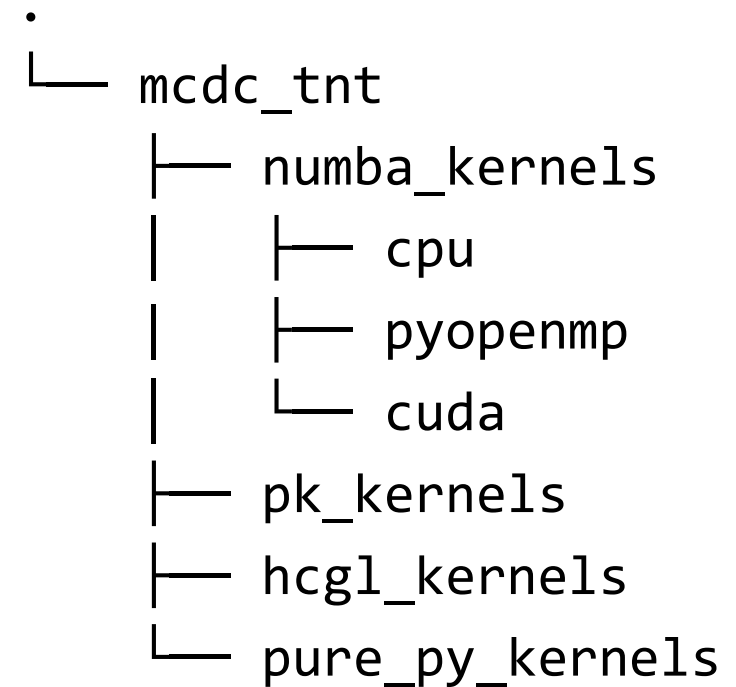 .
└── mcdc_tnt
    ├── numba_kernels
    │   ├── cpu
    │   ├── pyopenmp
    │   └── cuda
    ├── pk_kernels
    ├── hcgl_kernels
    └── pure_py_kernels